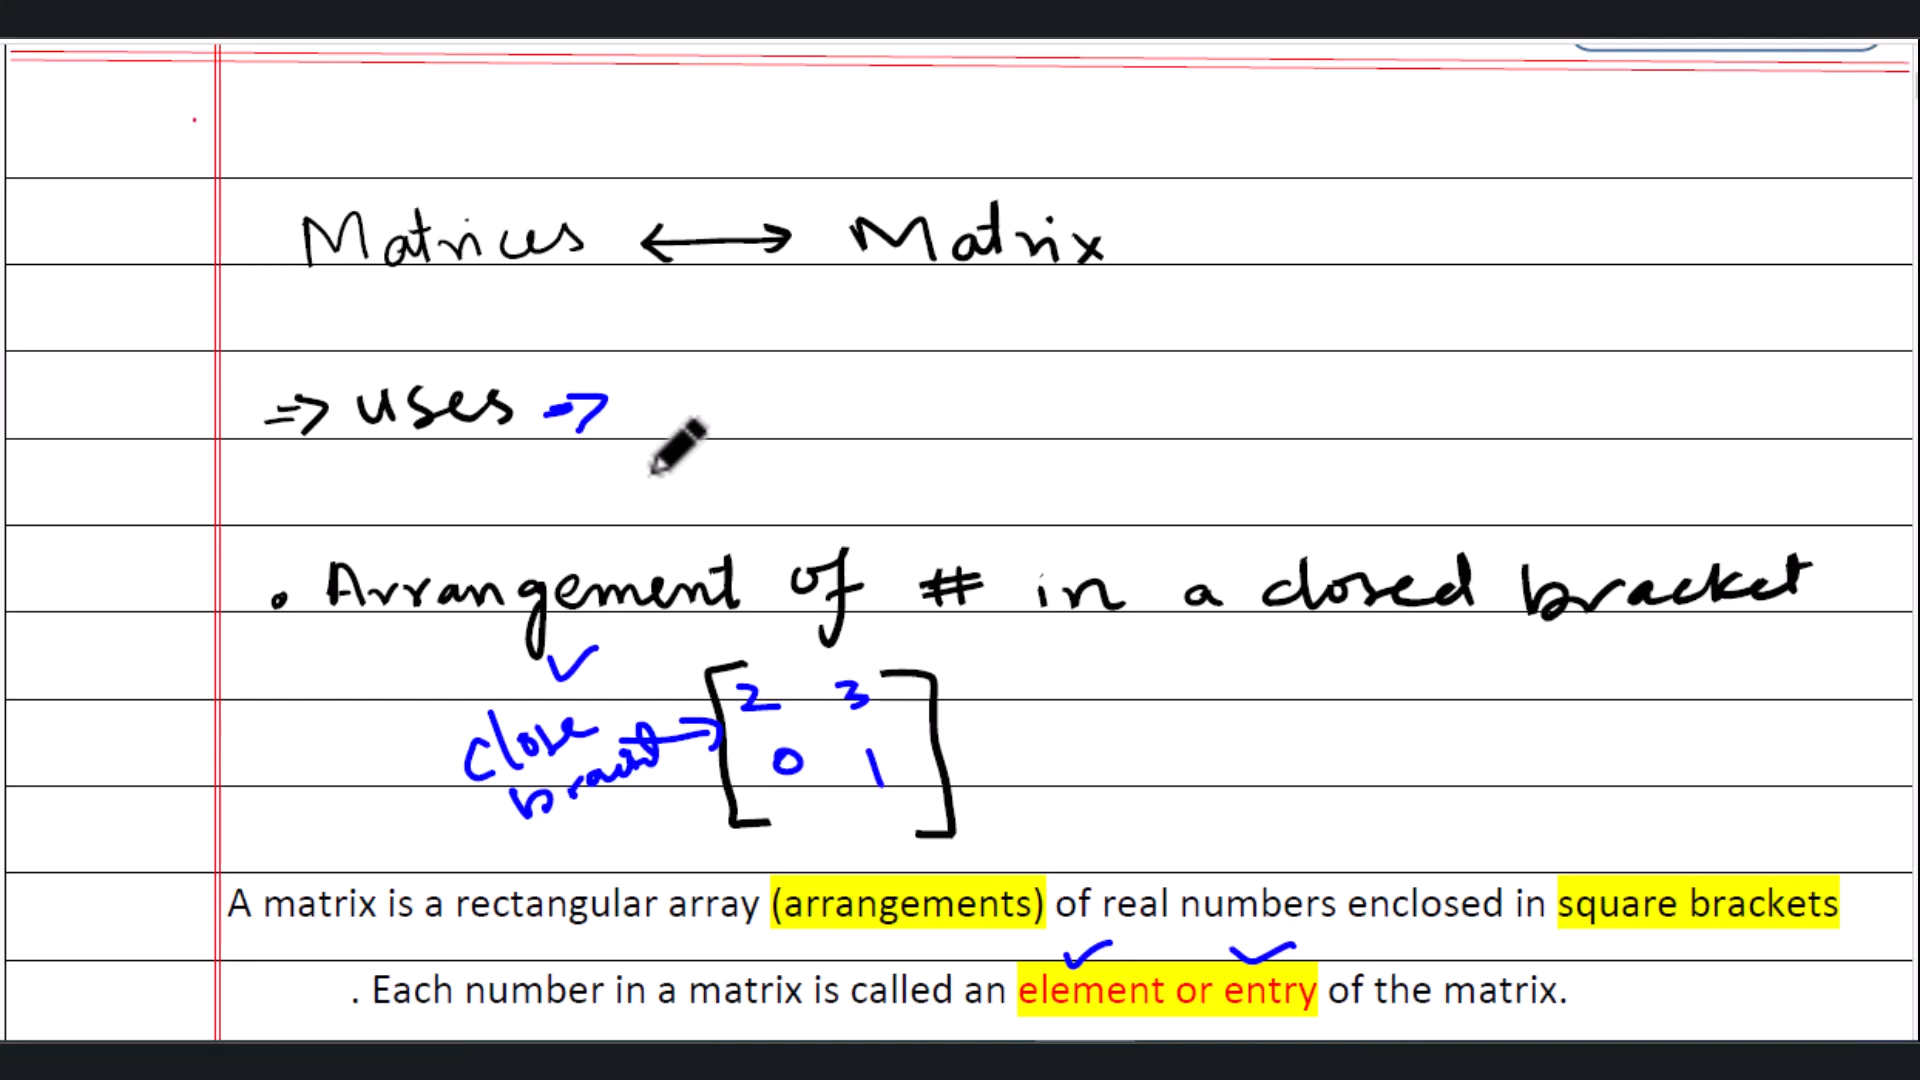 Matrices ⟷ Matrix
⇒ uses →
. Arrangement of # in a closed bracket
close
bracket → [ 2 3
0 1 ]
A matrix is a rectangular array (arrangements) of real numbers enclosed in square brackets
. Each number in a matrix is called an element or entry of the matrix.